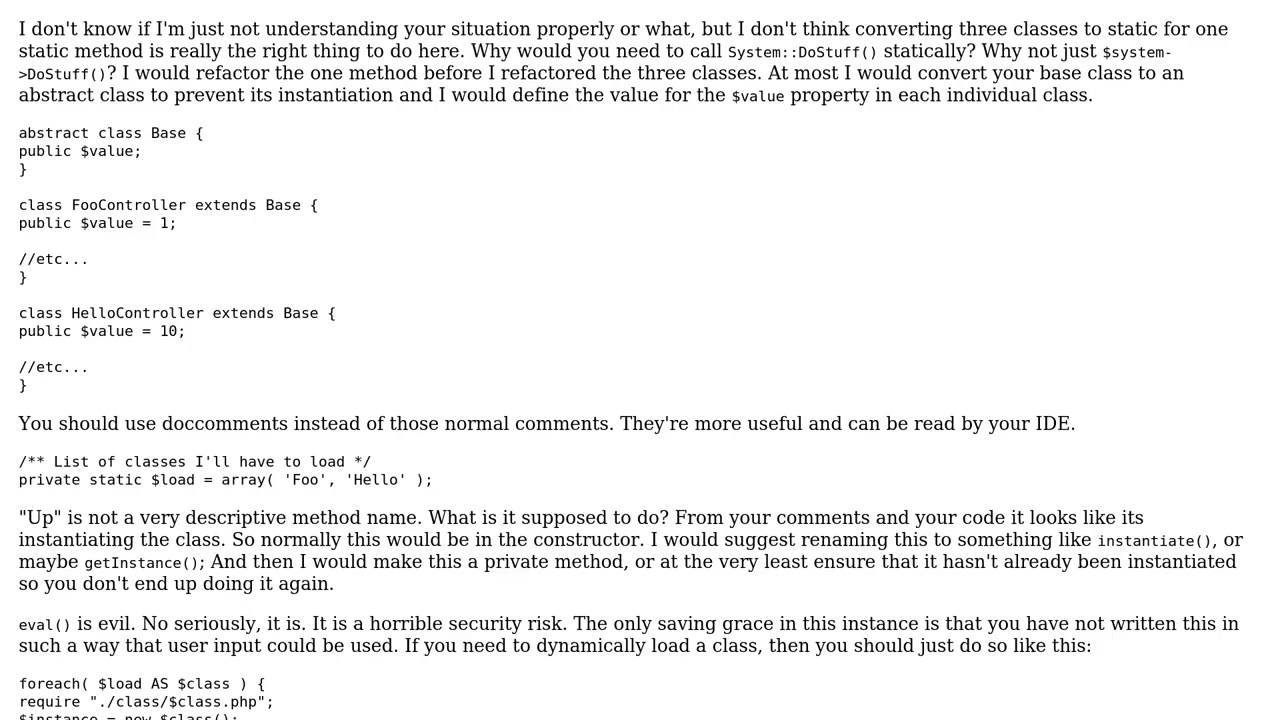 I don't know if I'm just not understanding your situation properly or what, but I don't think converting three classes to static for one
static method is really the right thing to do here. Why would you need to call System::DoStuff() statically? Why not just $system-
>DoStuff()? I would refactor the one method before I refactored the three classes. At most I would convert your base class to an
abstract class to prevent its instantiation and I would define the value for the $value property in each individual class.
abstract class Base {
public $value;
}
class FooController extends Base {
public $value = 1;
//etc...
}
class HelloController extends Base {
public $value = 10;
//etc...
}
You should use doccomments instead of those normal comments. They're more useful and can be read by your IDE.
/** List of classes I'll have to load */
private static $load = array( 'Foo', 'Hello' );
"Up" is not a very descriptive method name. What is it supposed to do? From your comments and your code it looks like its
instantiating the class. So normally this would be in the constructor. I would suggest renaming this to something like instantiate(), or
maybe getInstance(); And then I would make this a private method, or at the very least ensure that it hasn't already been instantiated
so you don't end up doing it again.
eval() is evil. No seriously, it is. It is a horrible security risk. The only saving grace in this instance is that you have not written this in
such a way that user input could be used. If you need to dynamically load a class, then you should just do so like this:
foreach( $load AS $class ) {
require "./class/$class.php";
$instance = new $class();